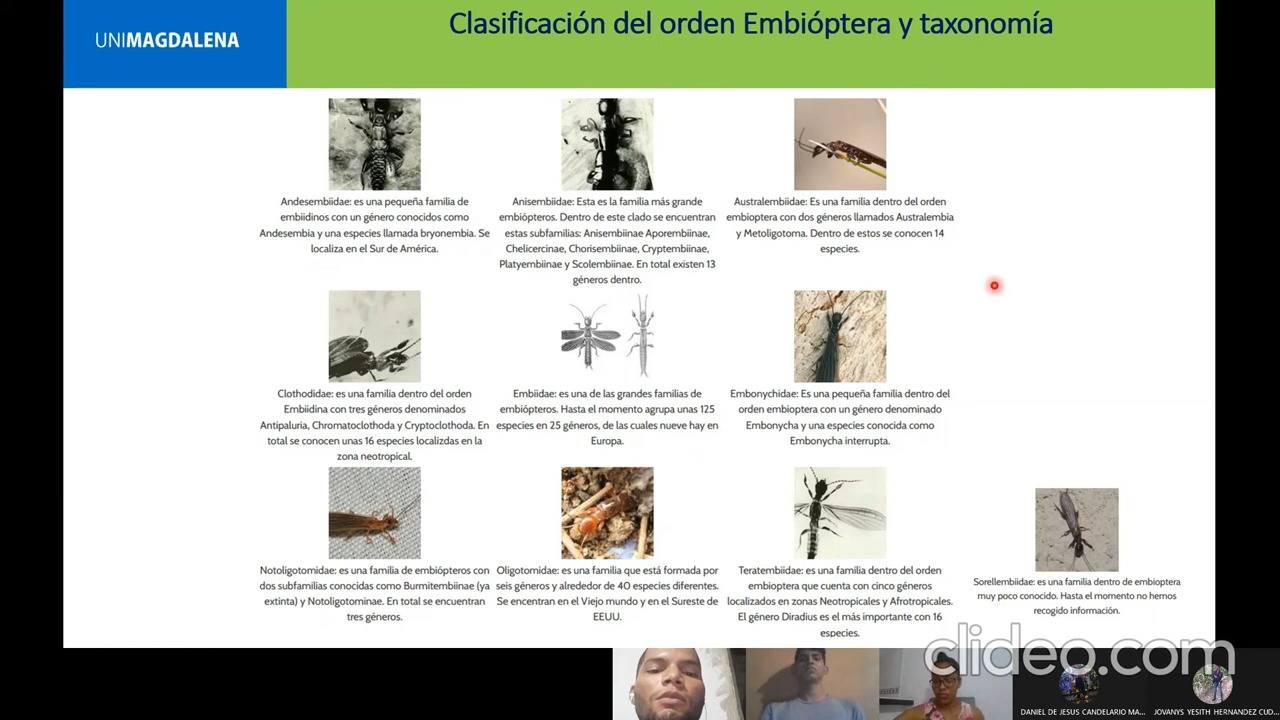 UNIMAGDALENA
Clasificación del orden Embióptera y taxonomía
Andesembiidae: es una pequeña familia de
embiidinos con un género conocidos como
Andesembia y una especies llamada bryonembia. Se
localiza en el Sur de América.
Anisembiidae: Esta es la familia más grande
embiópteros. Dentro de este clado se encuentran
estas subfamilias: Anisembiinae Aporembiinae,
Chelicercinae, Chorisembiinae, Cryptembiinae,
Platyembiinae y Scolembiinae. En total existen 13
géneros dentro.
Australembiidae: Es una familia dentro del orden
embioptera con dos géneros llamados Australembia
y Metoligotoma. Dentro de estos se conocen 14
especies.
Clothodidae: es una familia dentro del orden
Embiidina con tres géneros denominados
Antipaluria, Chromatoclothoda y Cryptoclothoda. En
total se conocen unas 16 especies localizdas en la
zona neotropical.
Embiidae: es una de las grandes familias de
embiópteros. Hasta el momento agrupa unas 125
especies en 25 géneros, de las cuales nueve hay en
Europa.
Embonychidae: Es una pequeña familia dentro del
orden embioptera con un género denominado
Embonycha y una especies conocida como
Embonycha interrupta.
Notoligotomidae: es una familia de embiópteros con
dos subfamilias conocidas como Burmitembiinae (ya
extinta) y Notoligotominae. En total se encuentran
tres géneros.
Oligotomidae: es una familia que está formada por
seis géneros y alrededor de 40 especies diferentes.
Se encentran en el Viejo mundo y en el Sureste de
EEUU.
Teratembiidae: es una familia dentro del orden
embioptera que cuenta con cinco géneros
localizados en zonas Neotropicales y Afrotropicales.
El género Diradius es el más importante con 16
especies.
Sorellembiidae: es una familia dentro de embioptera
muy poco conocido. Hasta el momento no hemos
recogido información.
clideo.com
DANIEL DE JESUS CANDELARIO MA...
JOVANYS YESITH HERNANDEZ CUD...